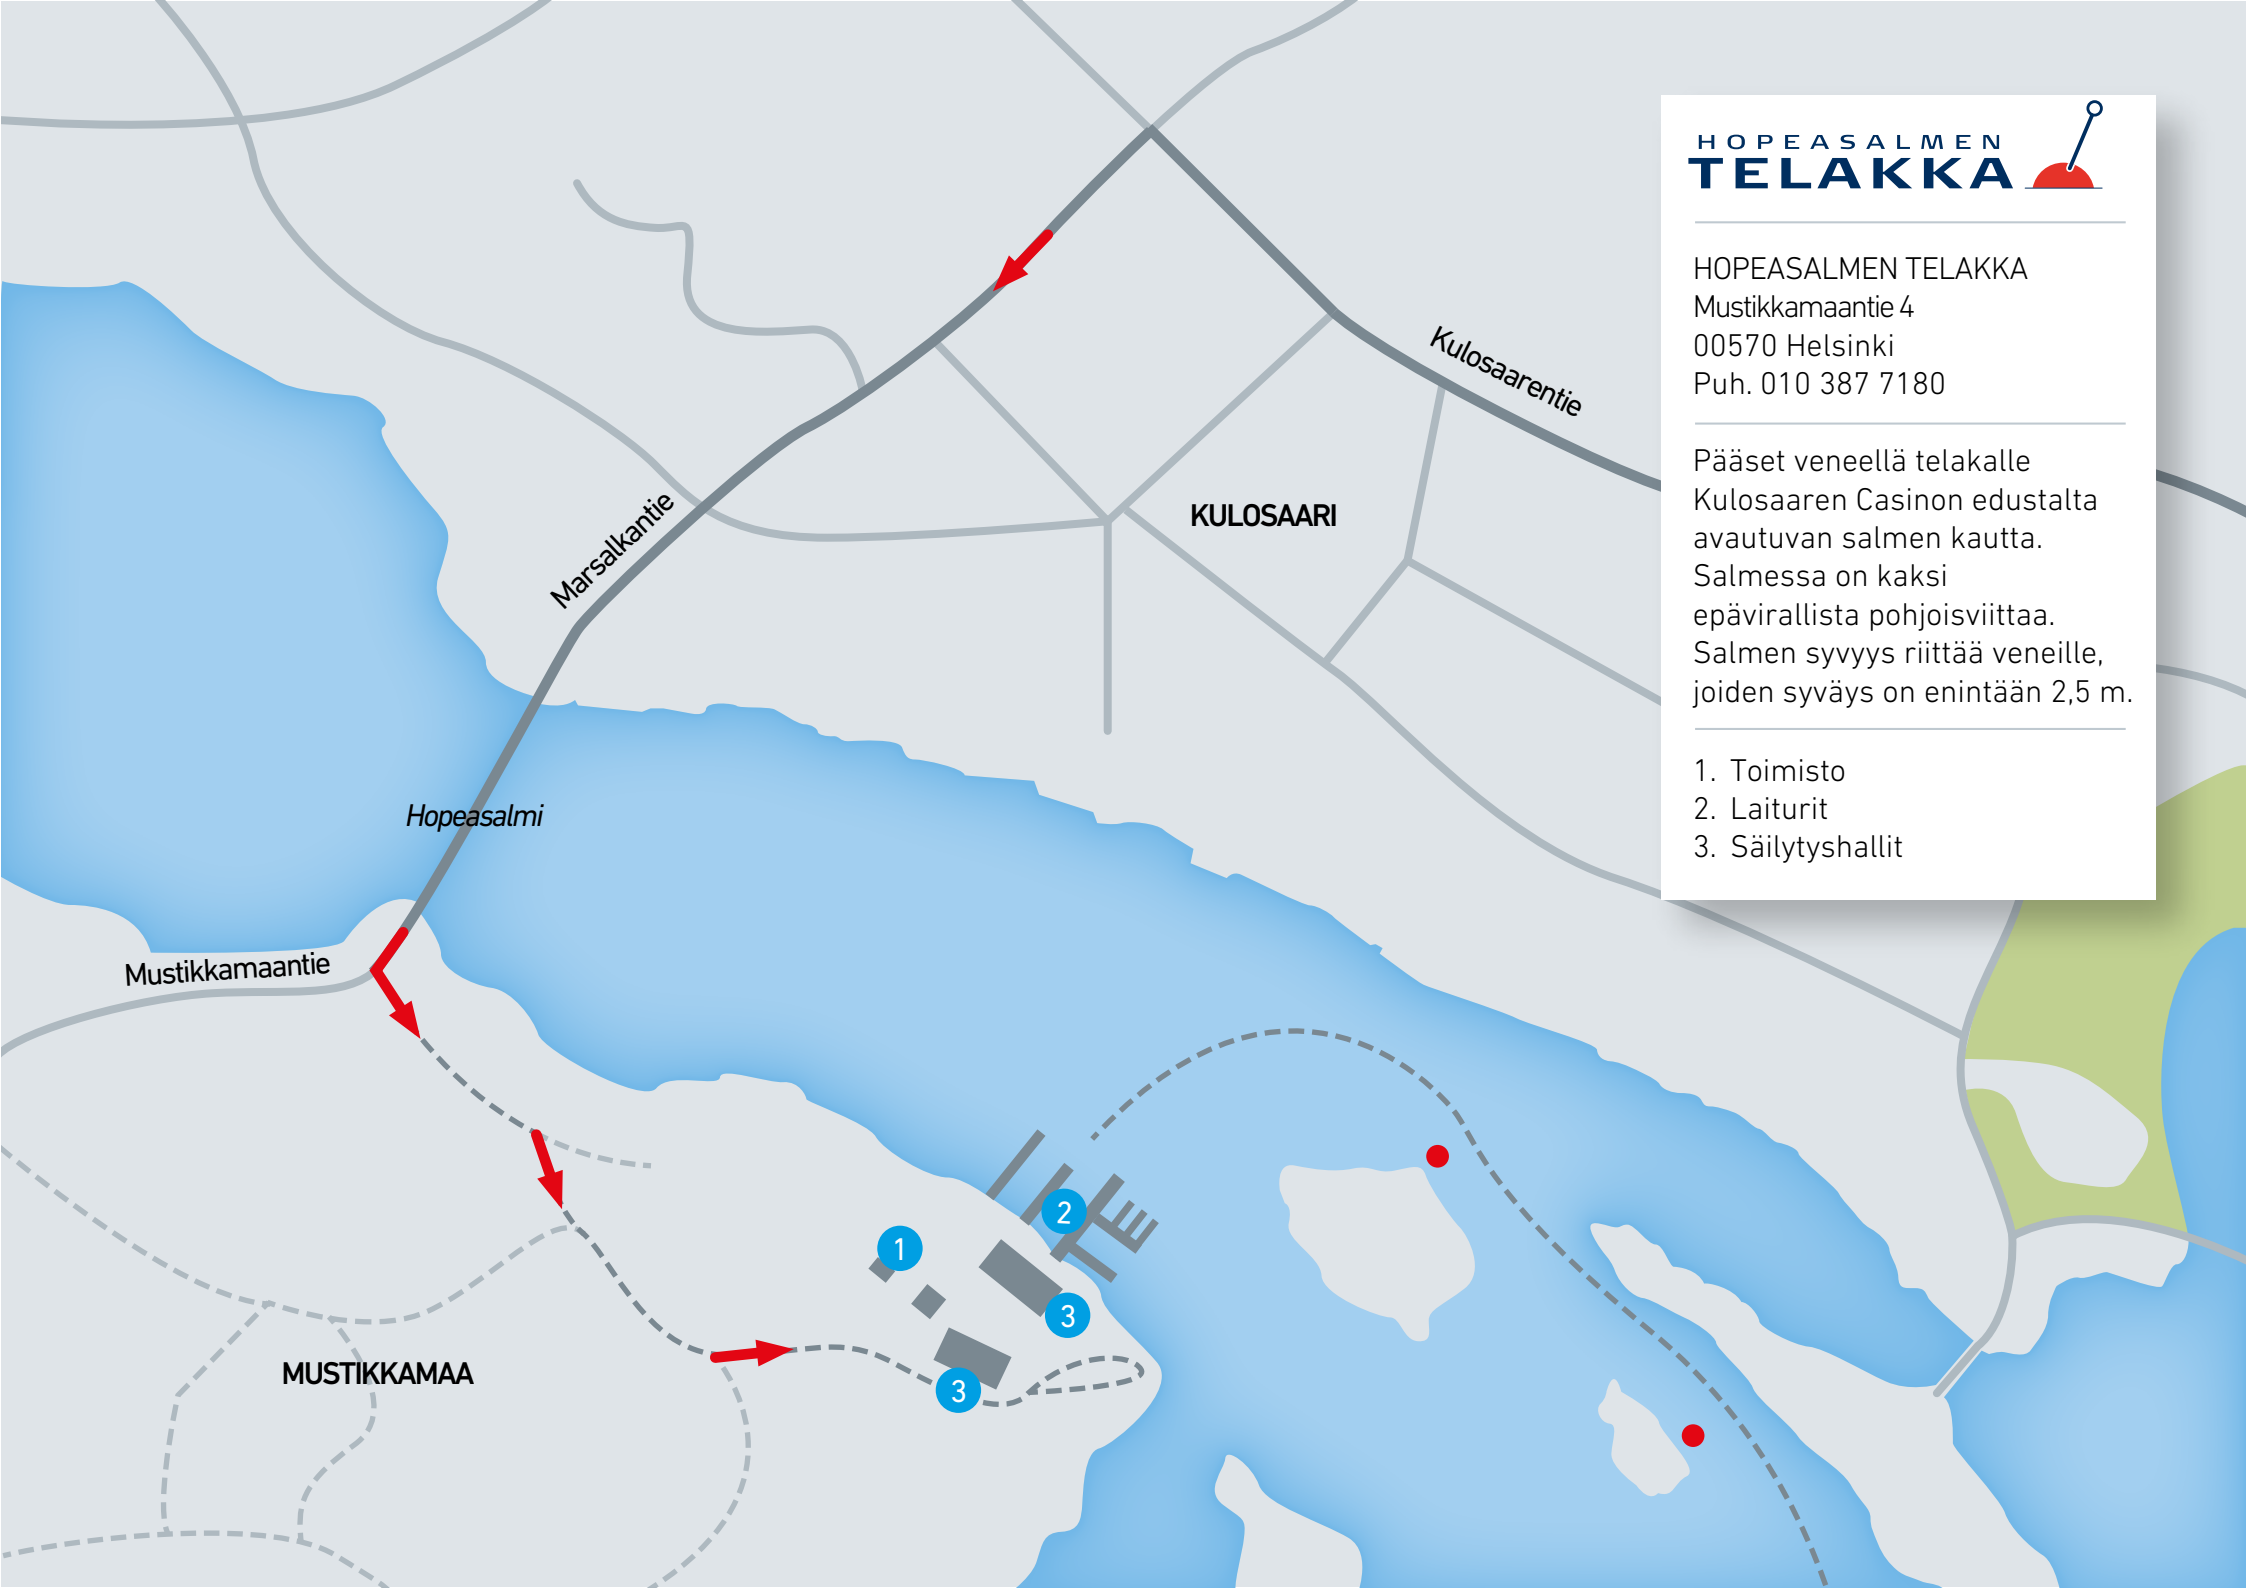 HOPEASALMEN
TELAKKA
HOPEASALMEN TELAKKA
Mustikkamaantie 4
00570 Helsinki
Puh. 010 387 7180
Pääset veneellä telakalle
Kulosaaren Casinon edustalta
avautuvan salmen kautta.
Salmessa on kaksi
epävirallista pohjoisviittaa.
Salmen syvyys riittää veneille,
joiden syväys on enintään 2,5 m.
1. Toimisto
2. Laiturit
3. Säilytyshallit
Kulosaarentie
KULOSAARI
Marsalkantie
Hopeasalmi
Mustikkamaantie
2
1
3
MUSTIKKAMAA
3